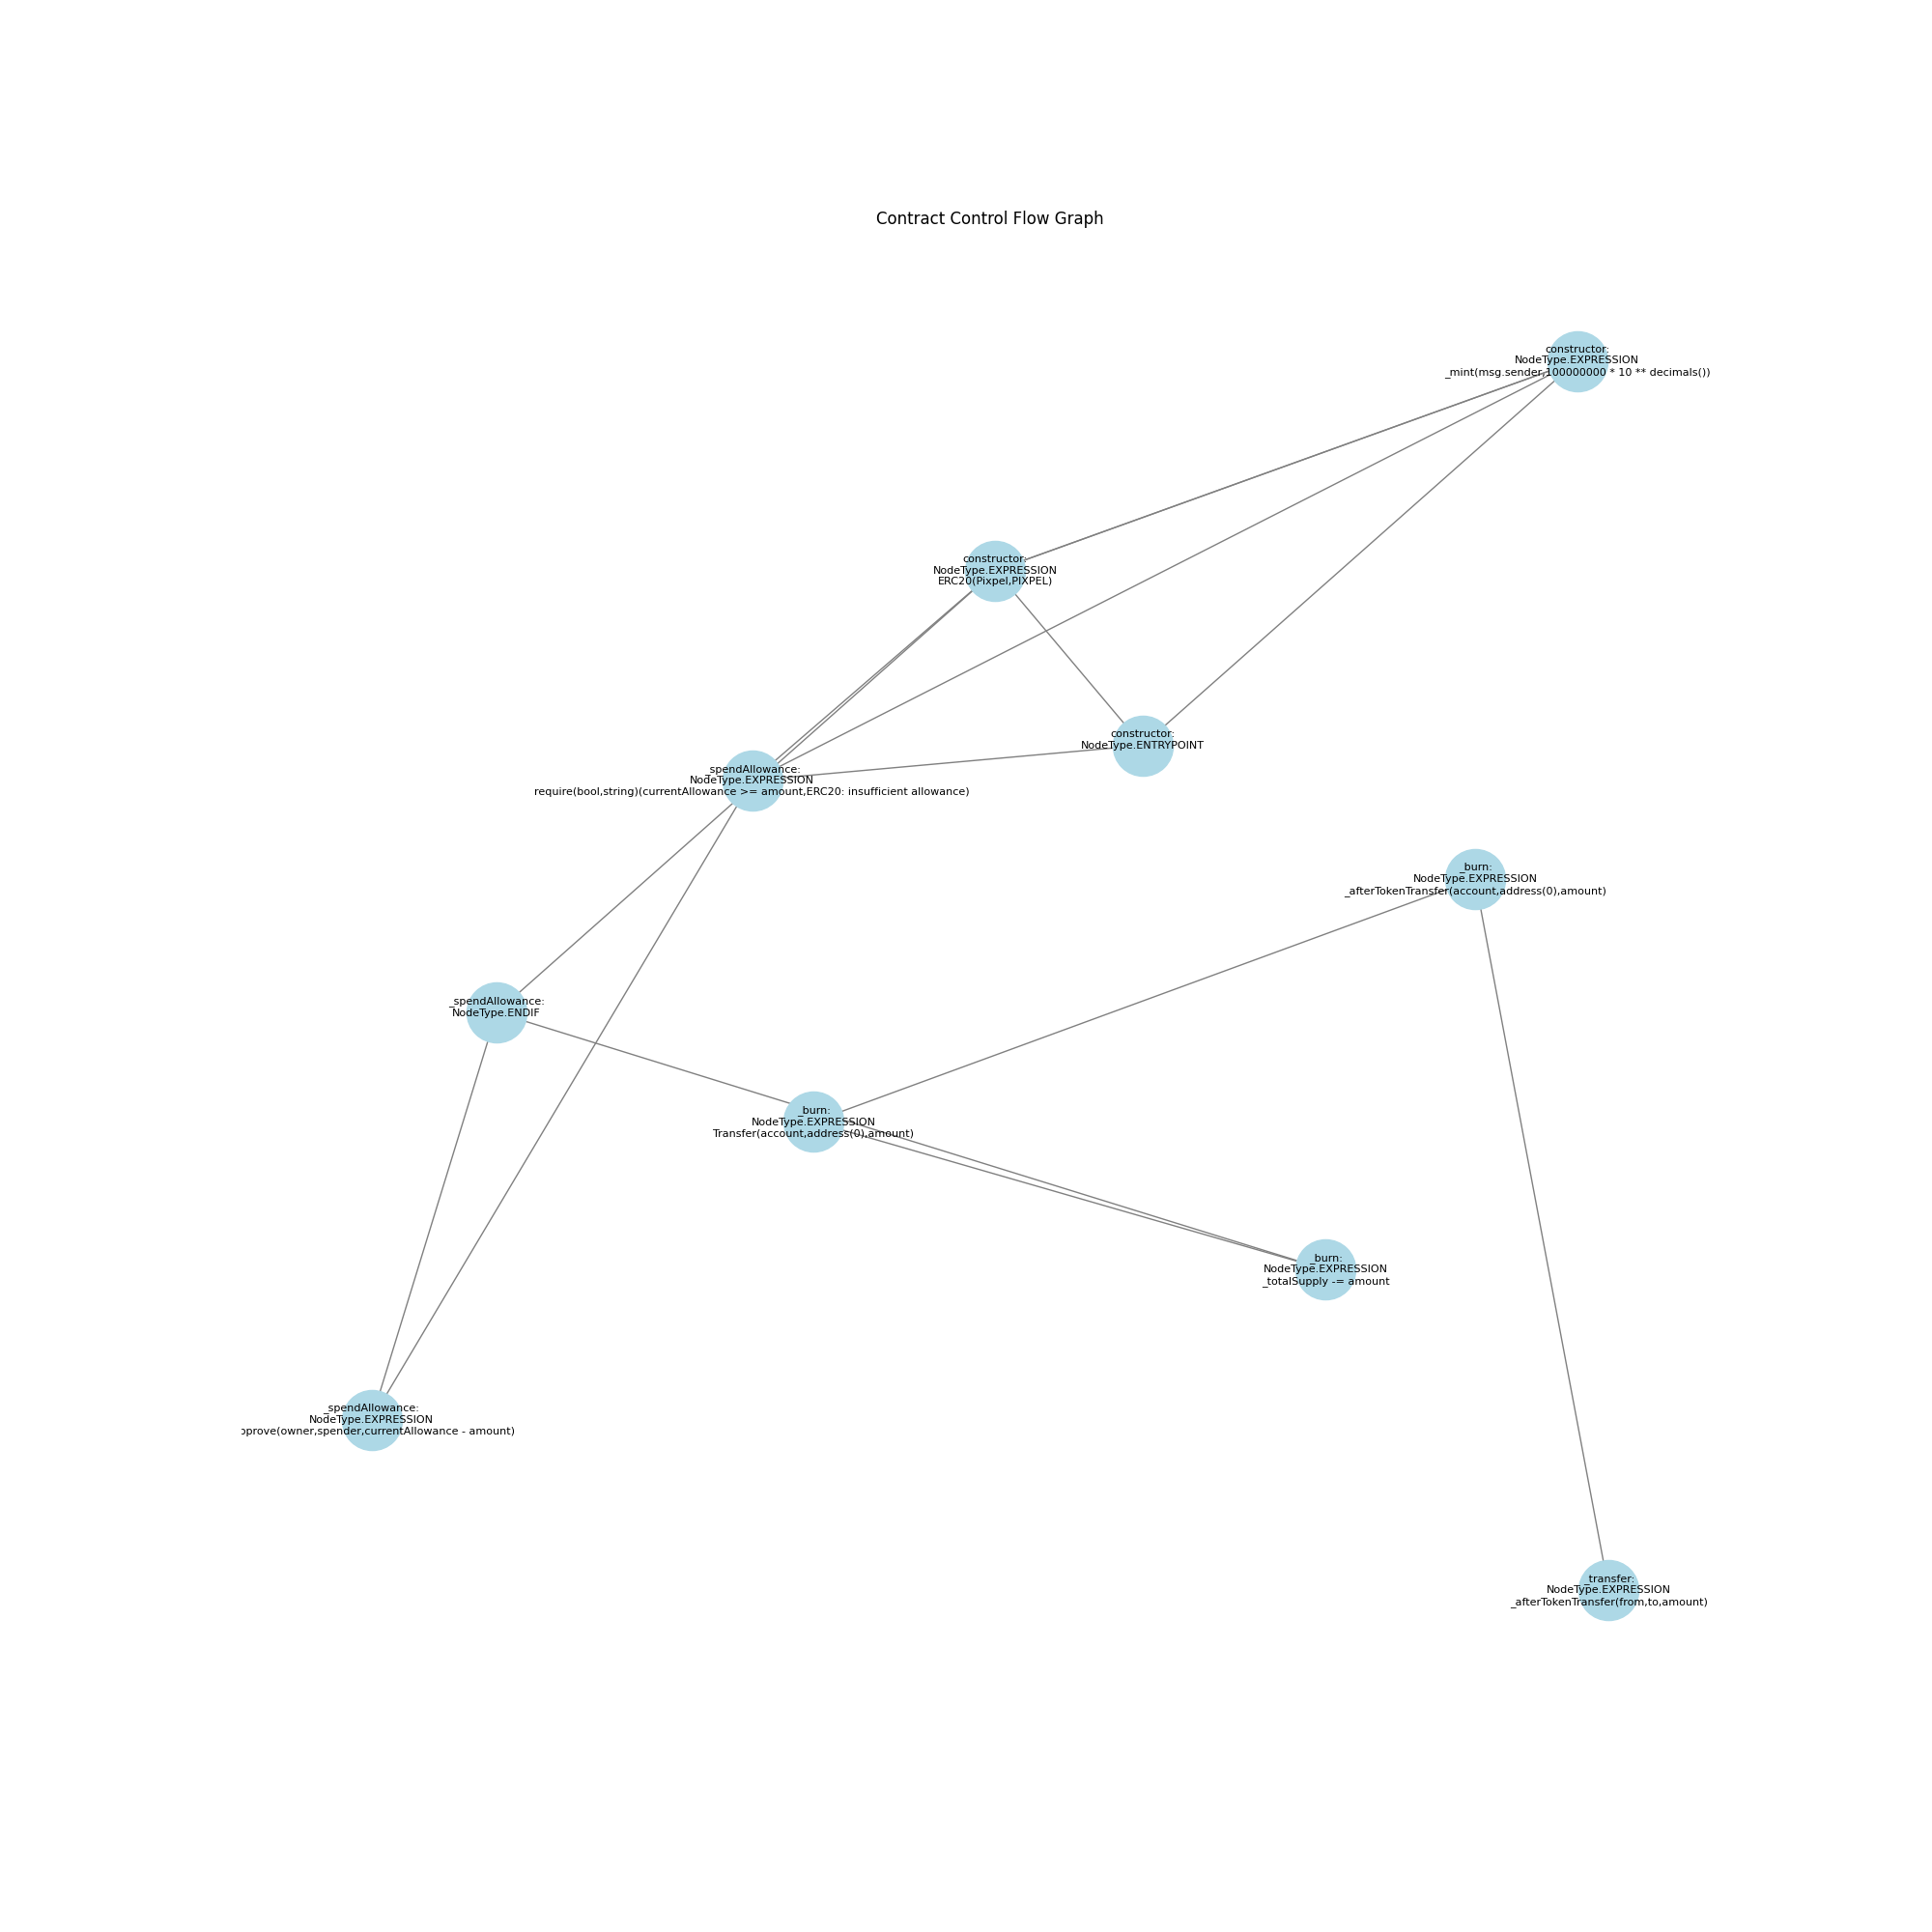 Contract Control Flow Graph
constructor:
NodeType.EXPRESSION
_mint(msg.sender,100000000 * 10 ** decimals())
constructor:
NodeType.EXPRESSION
ERC20(Pixpel,PIXPEL)
constructor:
NodeType.ENTRYPOINT
_spendAllowance:
NodeType.EXPRESSION
require(bool,string)(currentAllowance >= amount,ERC20: insufficient allowance)
_burn:
NodeType.EXPRESSION
_afterTokenTransfer(account,address(0),amount)
_spendAllowance:
NodeType.ENDIF
_burn:
NodeType.EXPRESSION
Transfer(account,address(0),amount)
_burn:
NodeType.EXPRESSION
_totalSupply -= amount
_spendAllowance:
NodeType.EXPRESSION
pprove(owner,spender,currentAllowance - amount)
_transfer:
NodeType.EXPRESSION
_afterTokenTransfer(from,to,amount)